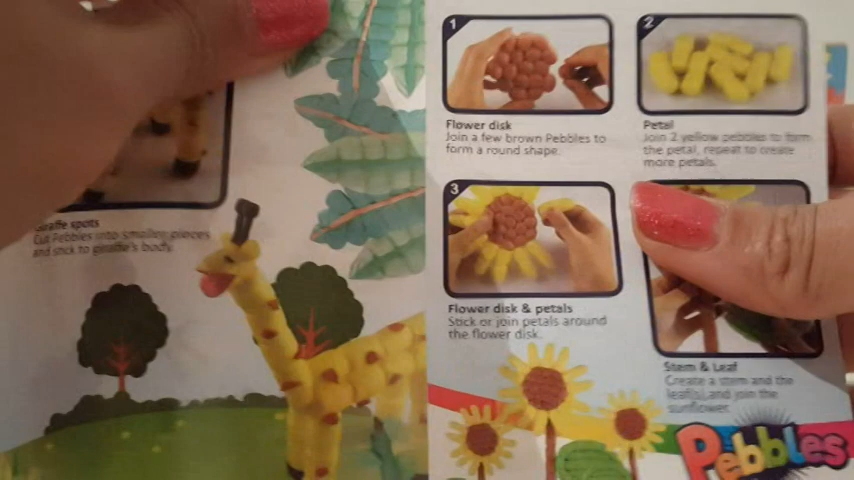 Giraffe spots
Cut Pebbles into smaller pieces
and stick to giraffe's body.
1
Flower disk
Join a few brown Pebbles to
form a round shape.
2
Petal
Join 2 yellow pebbles to form
the petal, repeat to create
more petals.
3
Flower disk & petals
Stick or join petals around
the flower disk.
Stem & Leaf
Create a stem and the
leaf(s),and join the
sunflower.
Pebbles